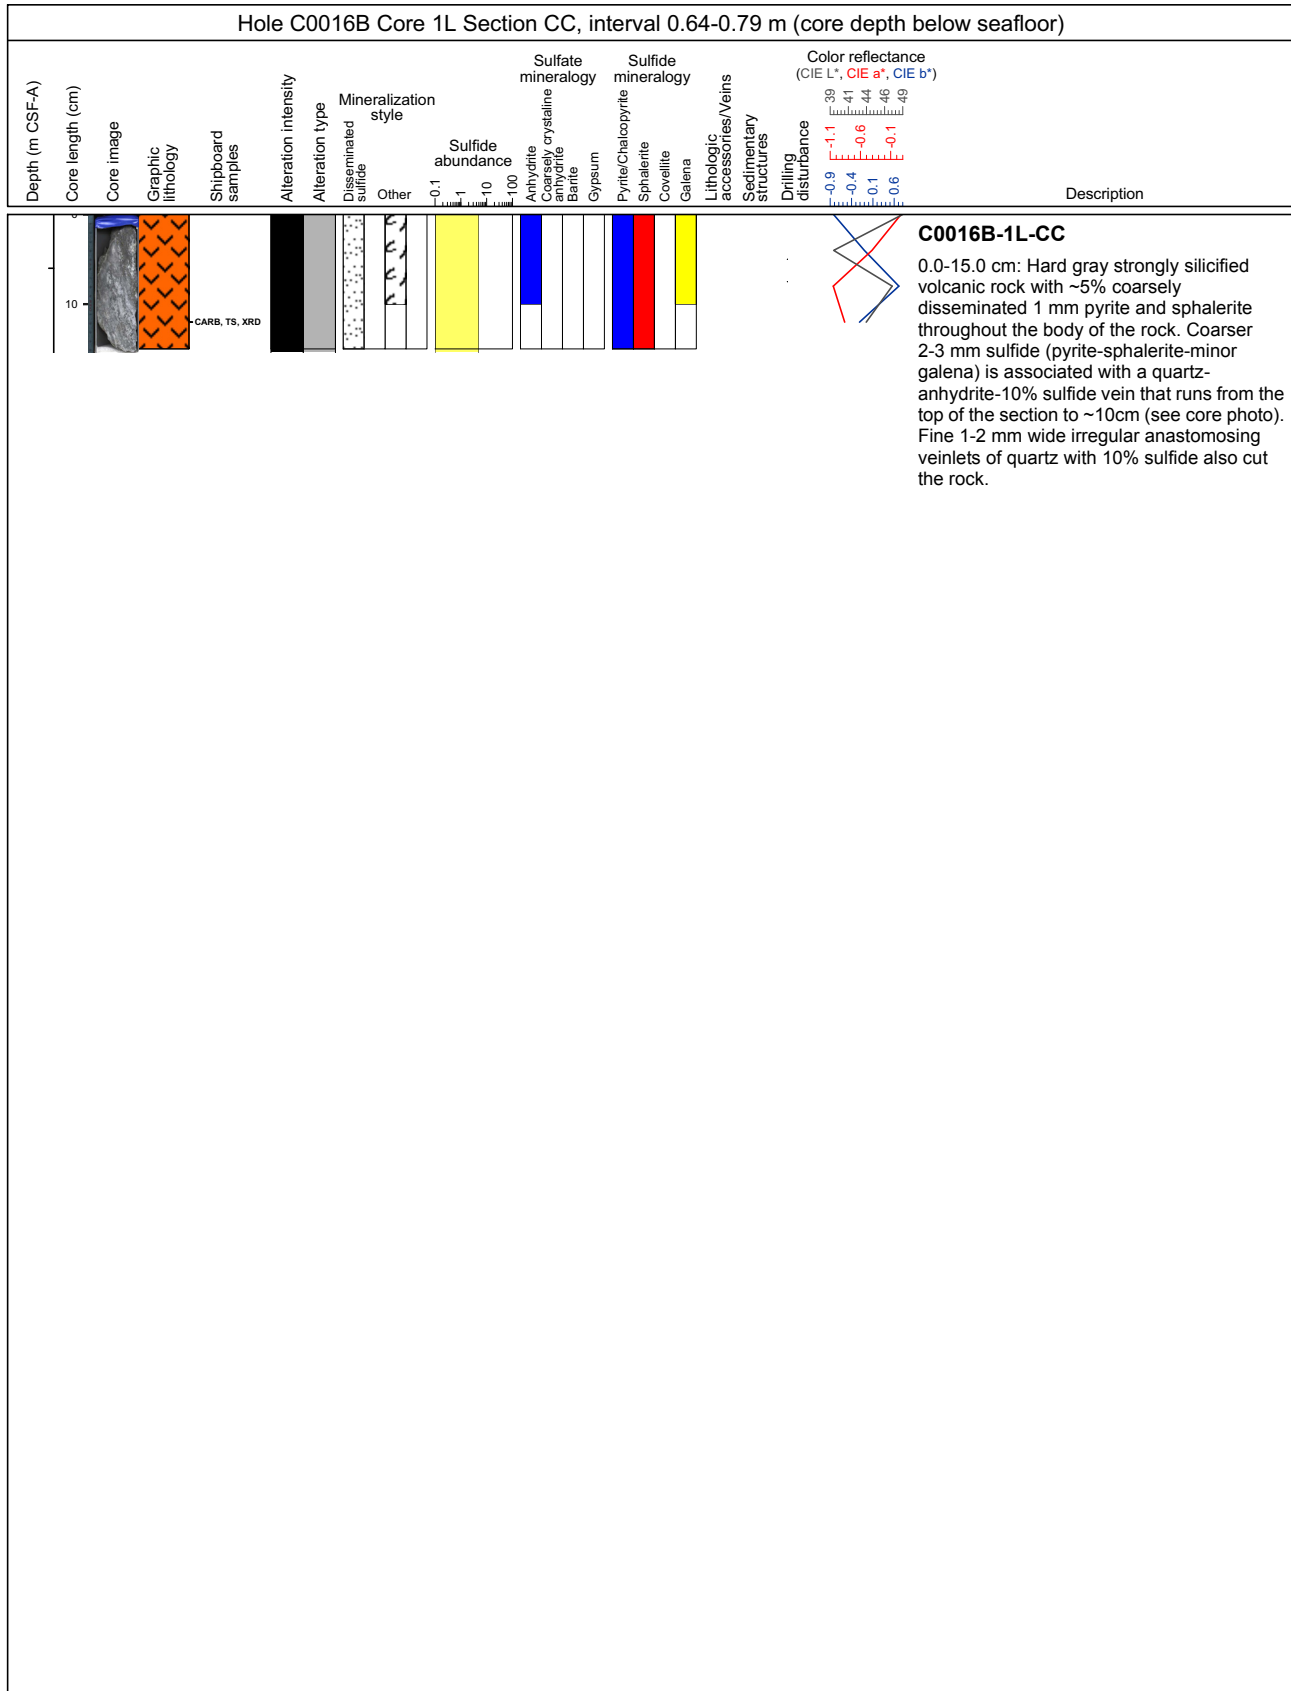 Hole C0016B Core 1L Section CC, interval 0.64-0.79 m (core depth below seafloor)
Depth (m CSF-A)
Core length (cm)
Core image
Graphic
lithology
Shipboard
samples
Alteration intensity
Alteration type
Mineralization
style
Disseminated
sulfide
Other
Sulfide
abundance
0.1
1
10
100
Sulfate
mineralogy
Anhydrite
Coarsely crystaline
anhydrite
Barite
Gypsum
Sulfide
mineralogy
Pyrite/Chalcopyrite
Sphalerite
Covellite
Galena
Lithologic
accessories/Veins
Sedimentary
structures
Drilling
disturbance
Color reflectance
(CIE L*, CIE a*, CIE b*)
39
41
44
46
49
-1.1
-0.6
-0.1
-0.9
-0.4
0.1
0.6
Description
0
10
CARB, TS, XRD
C0016B-1L-CC
0.0-15.0 cm: Hard gray strongly silicified
volcanic rock with ~5% coarsely
disseminated 1 mm pyrite and sphalerite
throughout the body of the rock. Coarser
2-3 mm sulfide (pyrite-sphalerite-minor
galena) is associated with a quartz-
anhydrite-10% sulfide vein that runs from the
top of the section to ~10cm (see core photo).
Fine 1-2 mm wide irregular anastomosing
veinlets of quartz with 10% sulfide also cut
the rock.